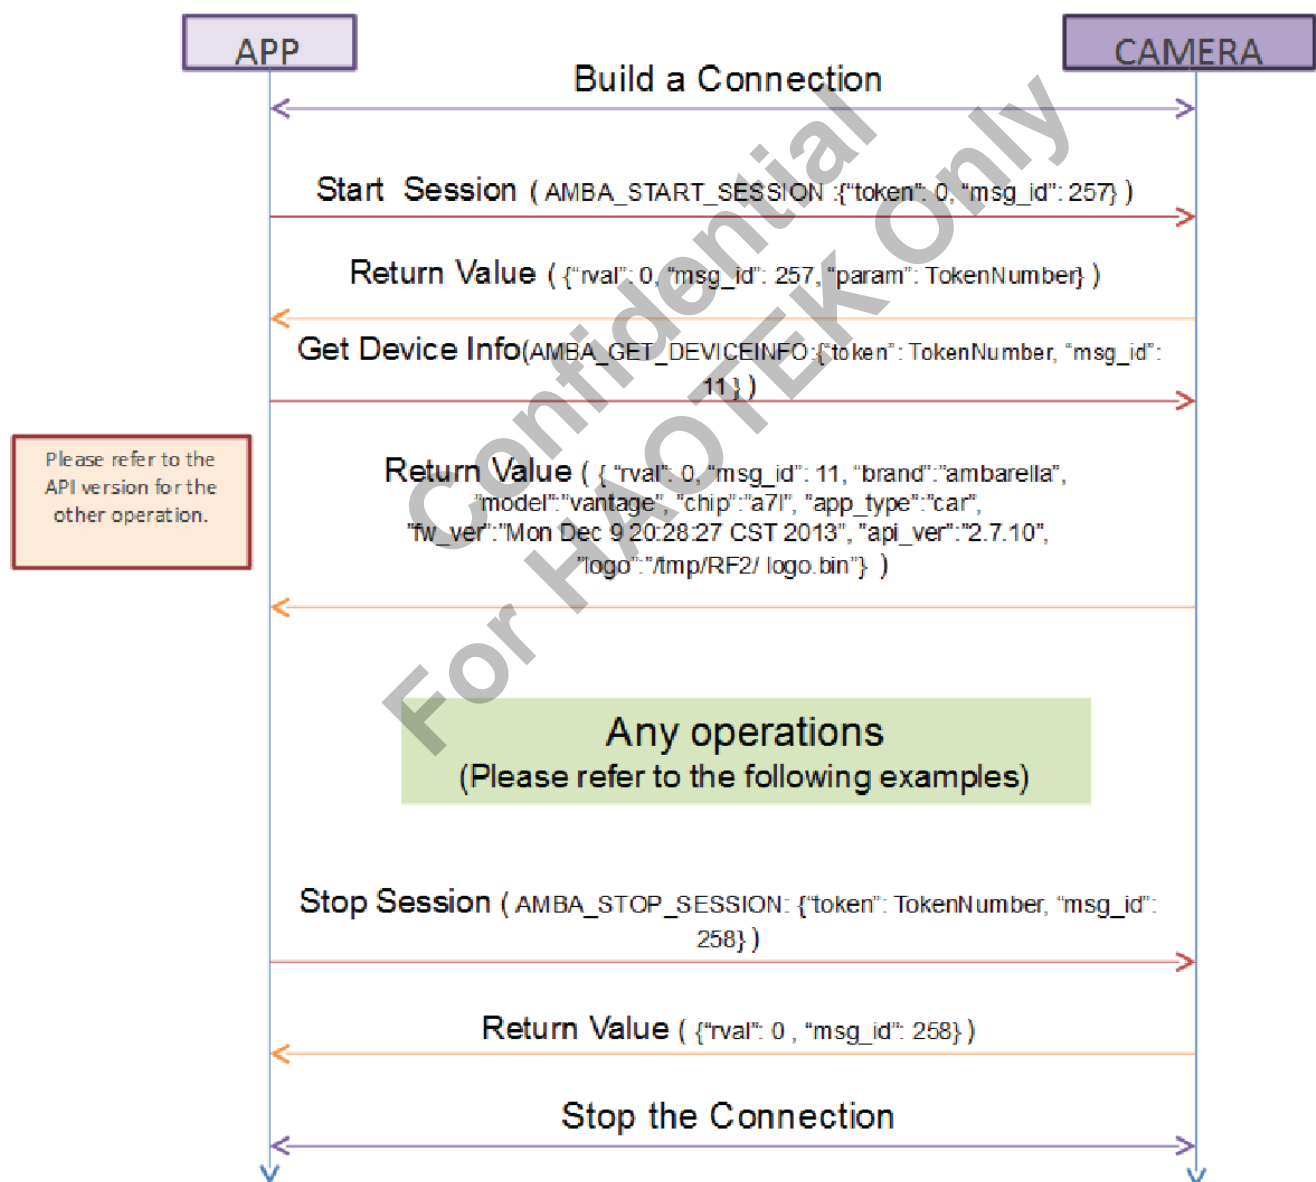 APP
CAMERA
Build a Connection
Start Session ( AMBA_START_SESSION :{“token”: 0, “msg_id”: 257} )
Return Value ( {“rval”: 0, “msg_id”: 257, “param”: TokenNumber} )
Get Device Info(AMBA_GET_DEVICEINFO:{“token”: TokenNumber, “msg_id”:
11 } )
Please refer to the
API version for the
other operation.
Return Value ( { “rval”: 0, “msg_id”: 11, “brand”:”ambarella”,
”model”:”vantage”, ”chip”:”a7l”, ”app_type”:”car”,
”fw_ver”:”Mon Dec 9 20:28:27 CST 2013”, ”api_ver”:”2.7.10”,
”logo”:”/tmp/RF2/ logo.bin”} )
Any operations
(Please refer to the following examples)
Stop Session ( AMBA_STOP_SESSION: {“token”: TokenNumber, “msg_id”:
258} )
Return Value ( {“rval”: 0 , “msg_id”: 258} )
Stop the Connection
Confidential
For HAOTEK Only